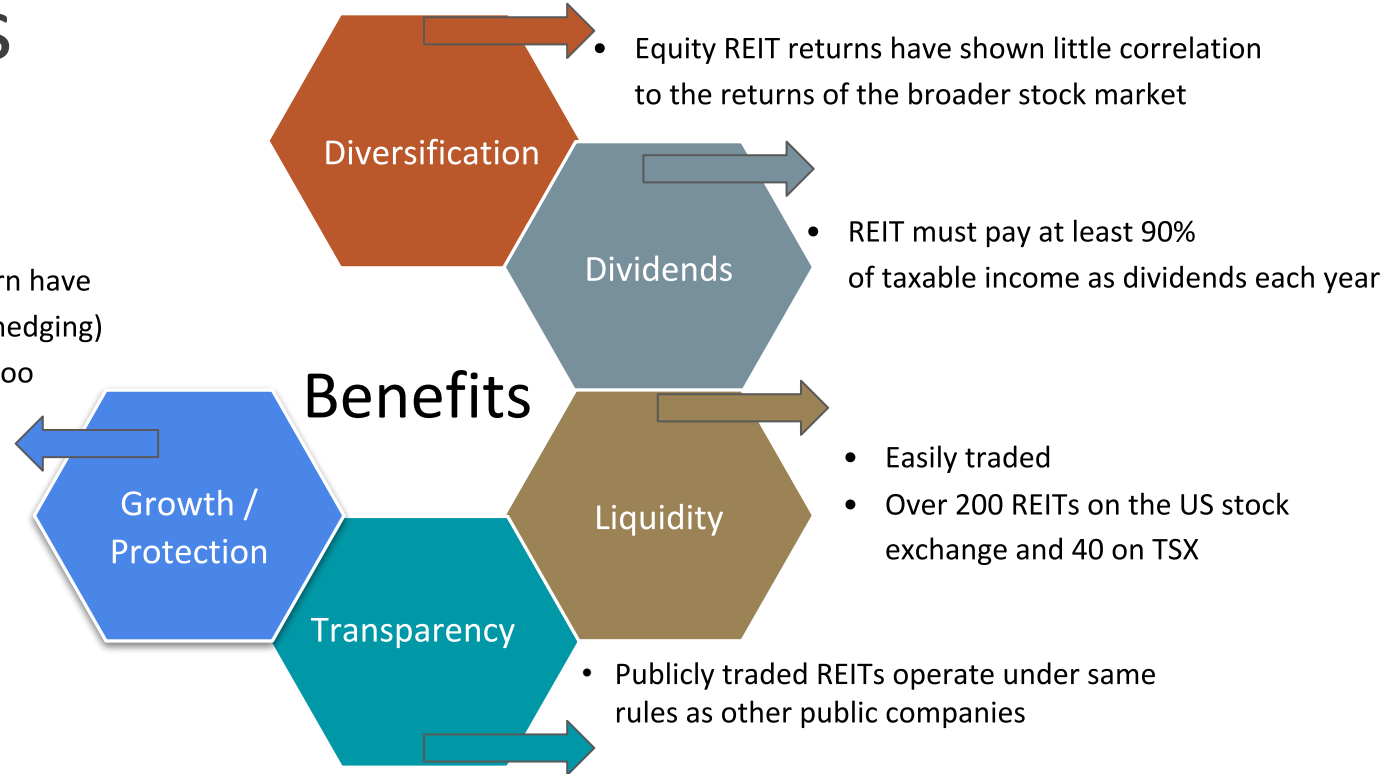 S
Equity REIT returns have shown little correlation
to the returns of the broader stock market
Diversification
REIT must pay at least 90%
of taxable income as dividends each year
Dividends
have
hedging)
Benefits
Easily traded
Over 200 REITs on the US stock
exchange and 40 on TSX
Liquidity
Growth /
Protection
Transparency
Publicly traded REITs operate under same
rules as other public companies